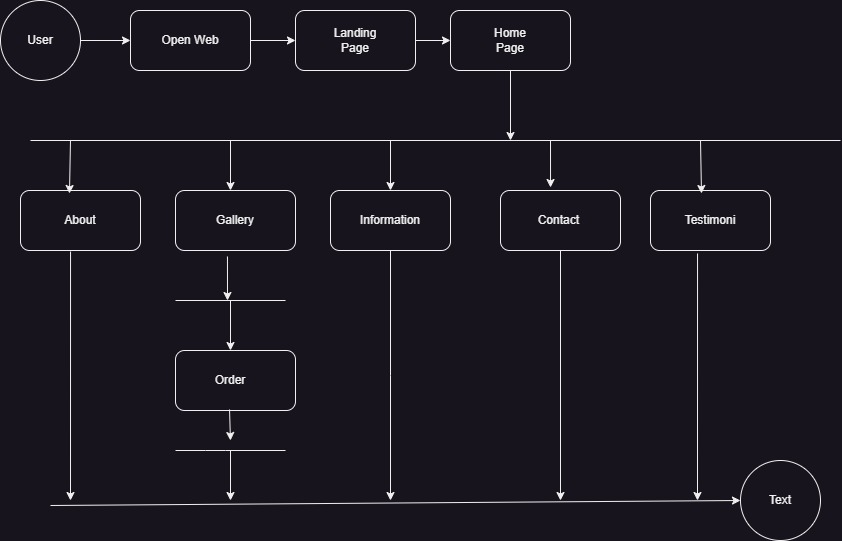 User
Open Web
Landing
Page
Home
Page
About
Gallery
Information
Contact
Testimoni
Order
Text